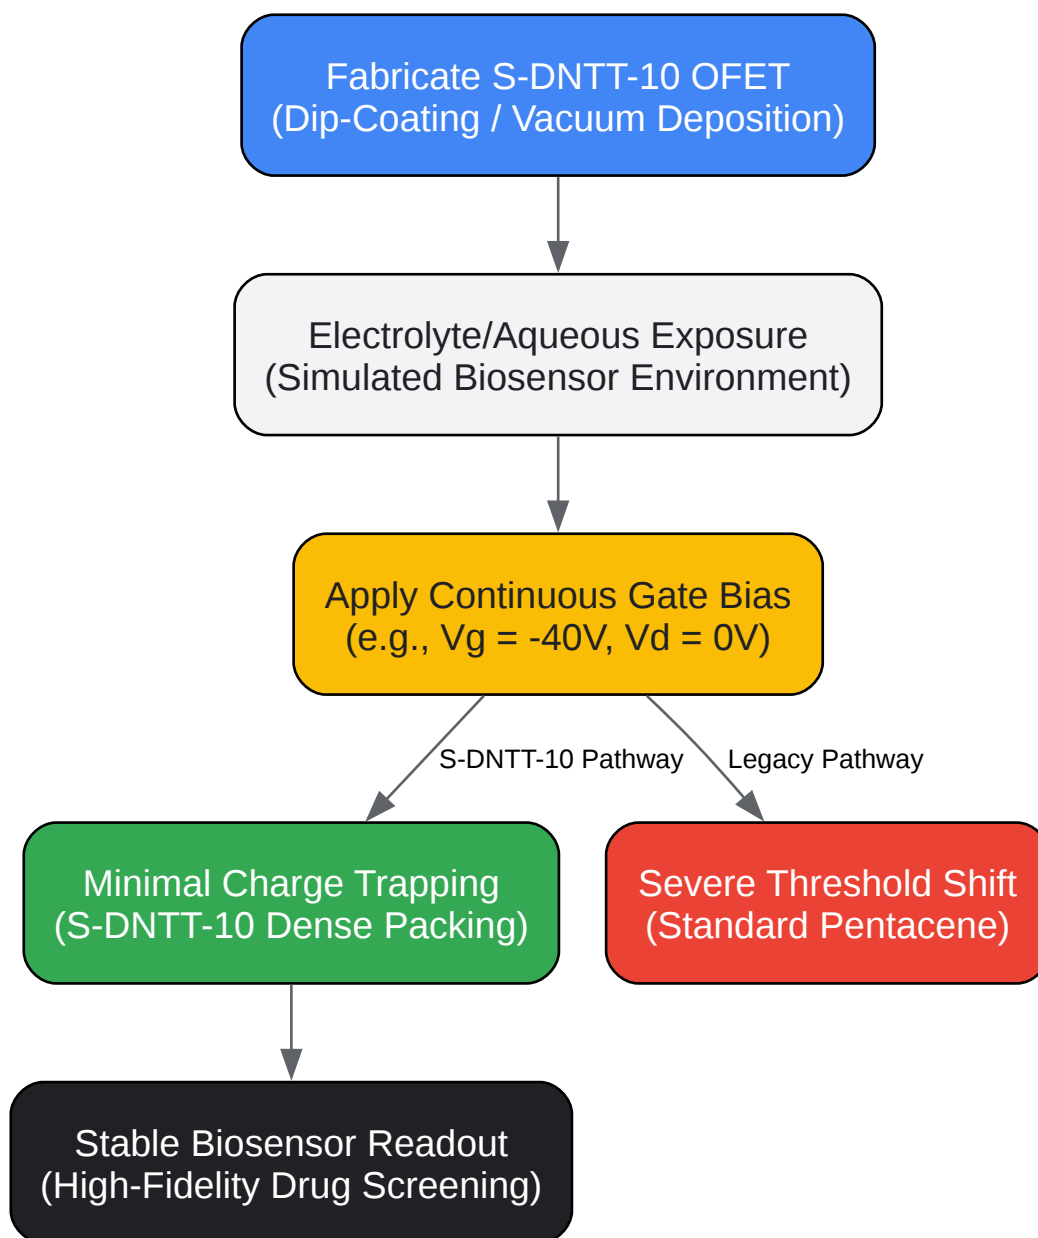 Fabricate S-DNTT-10 OFET
(Dip-Coating / Vacuum Deposition)
Electrolyte/Aqueous Exposure
(Simulated Biosensor Environment)
Apply Continuous Gate Bias
(e.g., Vg = -40V, Vd = 0V)
S-DNTT-10 Pathway
Legacy Pathway
Minimal Charge Trapping
(S-DNTT-10 Dense Packing)
Severe Threshold Shift
(Standard Pentacene)
Stable Biosensor Readout
(High-Fidelity Drug Screening)